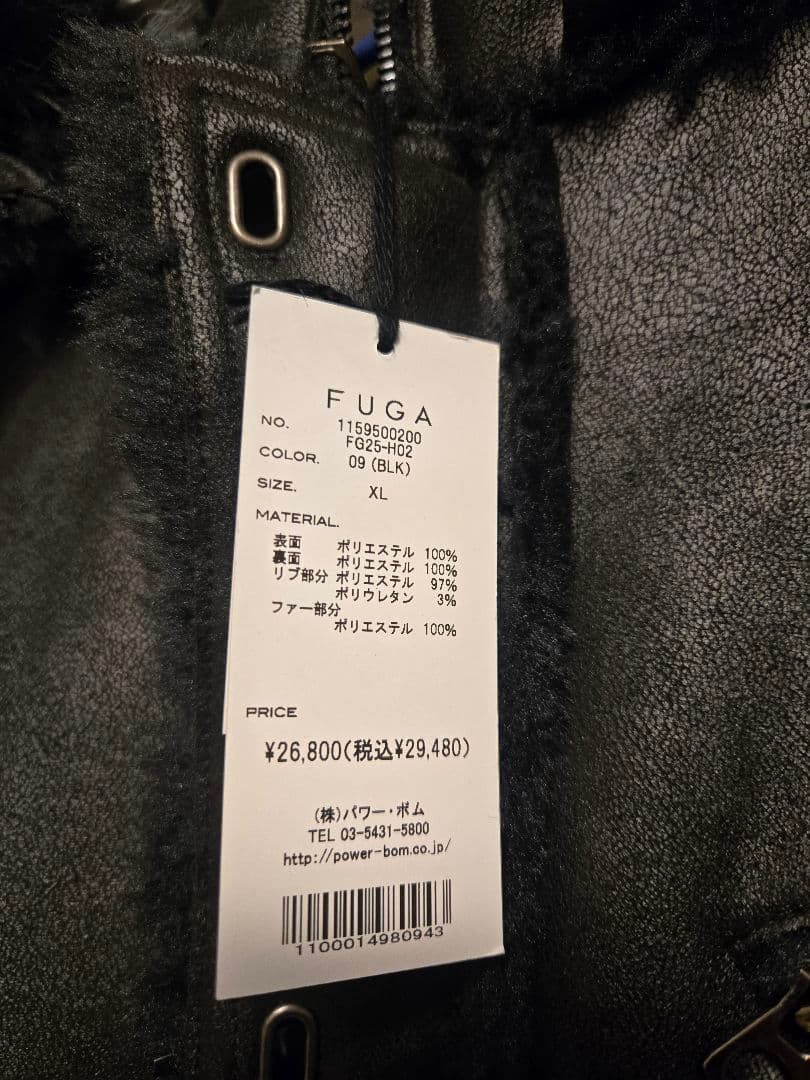 FUGA
NO. 1159500200
FG25-H02
COLOR. 09 (BLK)
SIZE. XL
MATERIAL.
表面 ポリエステル 100%
裏面 ポリエステル 100%
リブ部分 ポリエステル 97%
ポリウレタン 3%
ファー部分
ポリエステル 100%
PRICE
¥26,800(税込¥29,480)
(株)パワー・ボム
TEL 03-5431-5800
http://power-bom.co.jp/
1100014980943